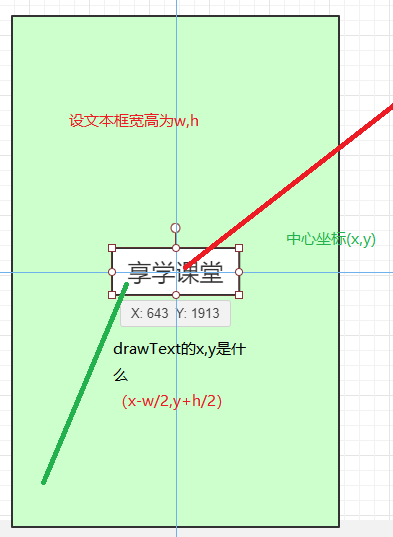 设文本框宽高为w,h
中心坐标(x,y)
享学课堂
X: 643 Y: 1913
drawText的x,y是什
么
(x-w/2,y+h/2)